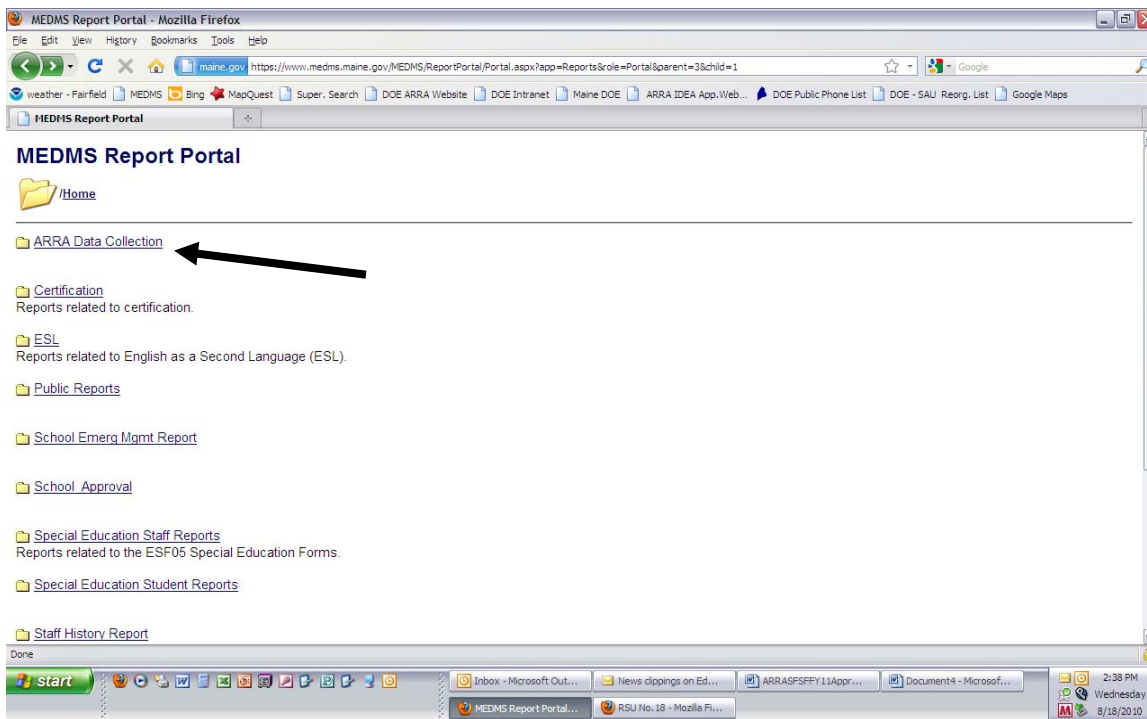 MEDMS Report Portal - Mozilla Firefox
File Edit View History Bookmarks Tools Help
maine.gov https://www.medms.maine.gov/MEDMS/ReportPortal/Portal.aspx?app=Reports&role=Portal&parent=3&child=1 Google
weather - Fairfield MEDMS Bing MapQuest Super. Search DOE ARRA Website DOE Intranet Maine DOE ARRA IDEA App.Web... DOE Public Phone List DOE - SAU Reorg. List Google Maps
MEDMS Report Portal
MEDMS Report Portal
/Home
ARRA Data Collection
Certification
Reports related to certification.
ESL
Reports related to English as a Second Language (ESL).
Public Reports
School Emerg Mgmt Report
School Approval
Special Education Staff Reports
Reports related to the ESF05 Special Education Forms.
Special Education Student Reports
Staff History Report
Done
start Inbox - Microsoft Out... News clippings on Ed... ARRASFSFFY11Appr... Document4 - Microsof... 2:38 PM
Wednesday
MEDMS Report Portal... RSU No. 18 - Mozilla Fi... 8/18/2010